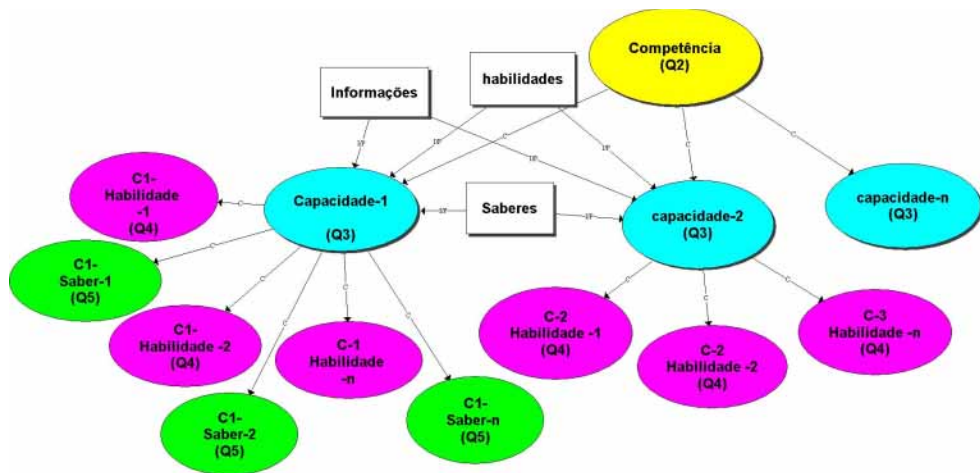 Competência
(Q2)
Informações
habilidades
C
I/P
I/P
C
C
I/P
I/P
C1-
Habilidade
-1
(Q4)
C
Capacidade-1
(Q3)
I/P
Saberes
I/P
capacidade-2
(Q3)
capacidade-n
(Q3)
C1-
Saber-1
(Q5)
C
C
C
C
C
C
C
C
C1-
Habilidade -2
(Q4)
C-1
Habilidade
-n
C-2
Habilidade -1
(Q4)
C-2
Habilidade -2
(Q4)
C-3
Habilidade -n
(Q4)
C1-
Saber-2
(Q5)
C1-
Saber-n
(Q5)